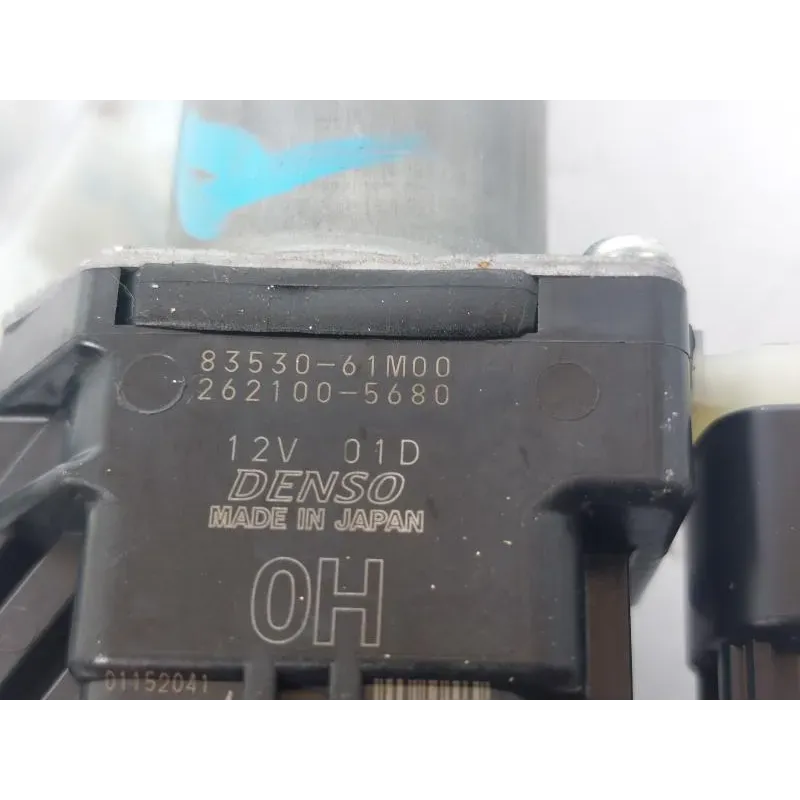 83530-61M00
262100-5680
12V 01D
DENSO
MADE IN JAPAN
0H
01152041